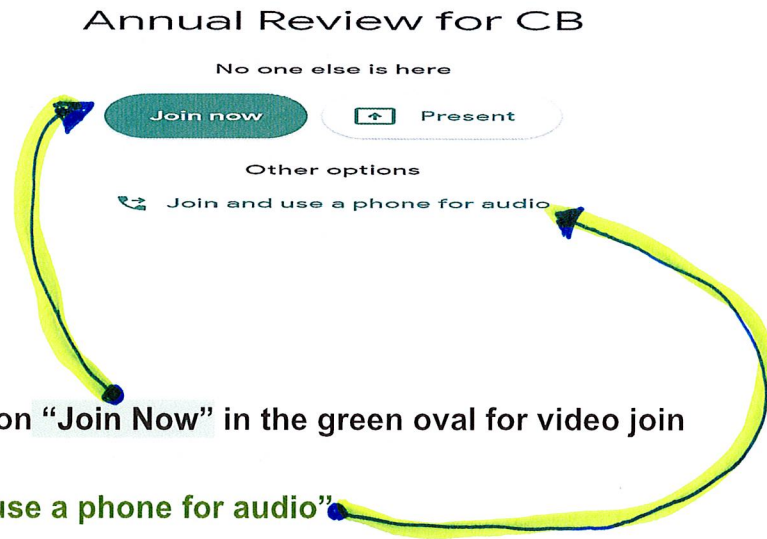 Annual Review for CB
No one else is here
Join now
Present
Other options
Join and use a phone for audio
on “Join Now” in the green oval for video join
use a phone for audio”